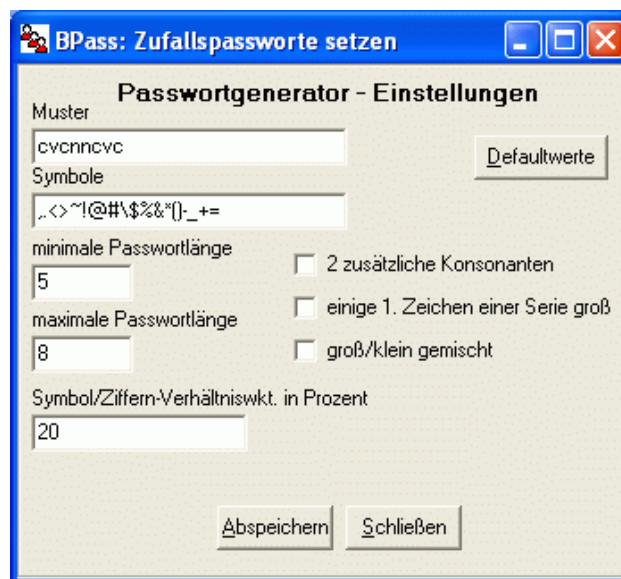 BPass: Zufallspassworte setzen
Passwortgenerator - Einstellungen
Muster
cvcnncvc
Defaultwerte
Symbole
,.<>~!@#\$%&*()-_+=
minimale Passwortlänge
5
2 zusätzliche Konsonanten
einige 1. Zeichen einer Serie groß
maximale Passwortlänge
8
groß/klein gemischt
Symbol/Ziffern-Verhältniswkt. in Prozent
20
Abspeichern
Schließen